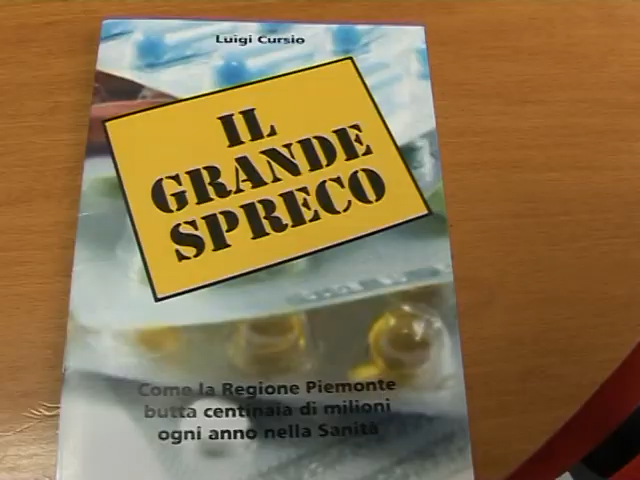 Luigi Cursio
IL
GRANDE
SPRECO
Come la Regione Piemonte
butta centinaia di milioni
ogni anno nella Sanità